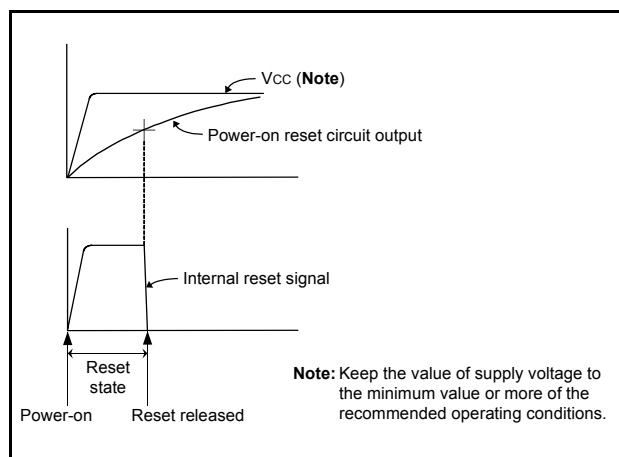 Vcc (Note)
Power-on reset circuit output
Internal reset signal
Reset
state
Power-on
Reset released
Note: Keep the value of supply voltage to
the minimum value or more of the
recommended operating conditions.